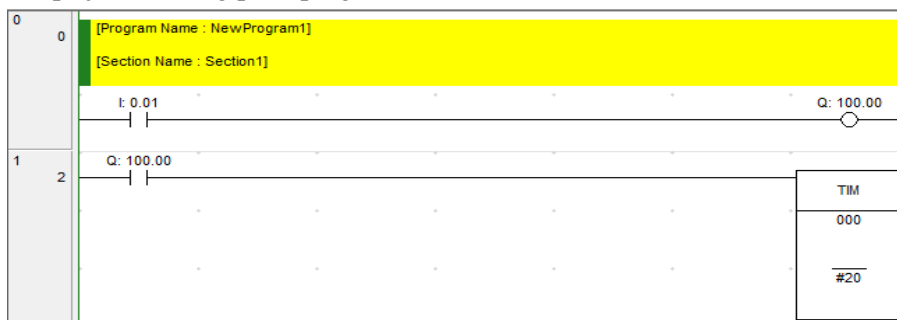 0
0
[Program Name : NewProgram1]
[Section Name : Section1]
I: 0.01
Q: 100.00
1
2
Q: 100.00
TIM
000
#20